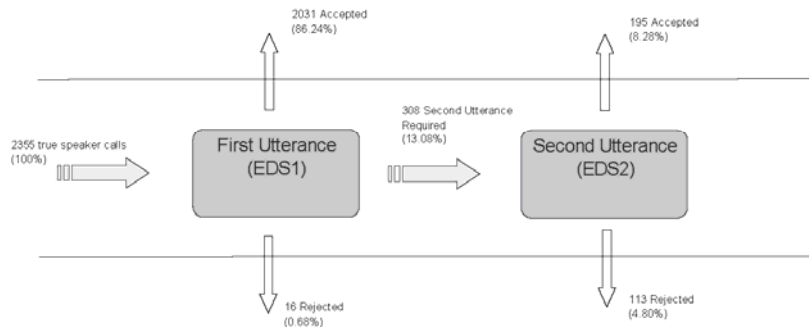 2031 Accepted
(86.24%)
195 Accepted
(8.28%)
2355 true speaker calls
(100%)
First Utterance
(EDS1)
308 Second Utterance
Required
(13.08%)
Second Utterance
(EDS2)
16 Rejected
(0.68%)
113 Rejected
(4.80%)